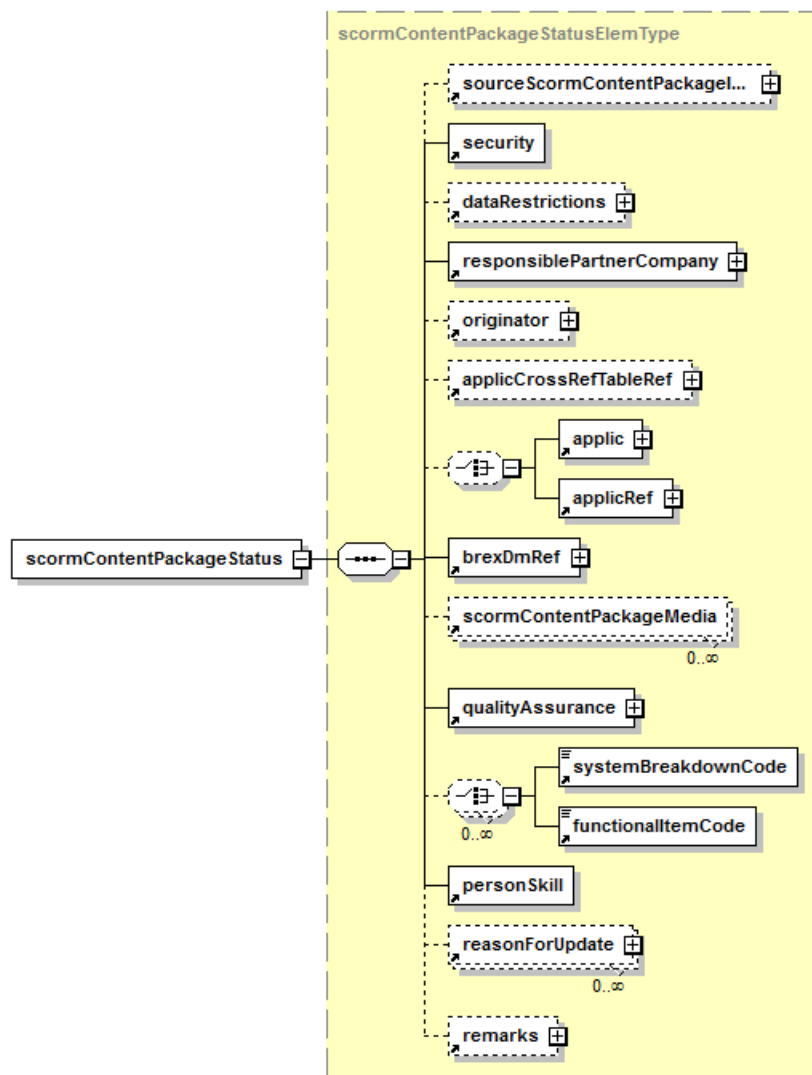 scormContentPackageStatusElemType
sourceScormContentPackageI...
security
dataRestrictions
responsiblePartnerCompany
originator
applicCrossRefTableRef
applic
applicRef
scormContentPackageStatus
brexDmRef
scormContentPackageMedia
0..∞
qualityAssurance
systemBreakdownCode
0..∞
functionalItemCode
personSkill
reasonForUpdate
0..∞
remarks